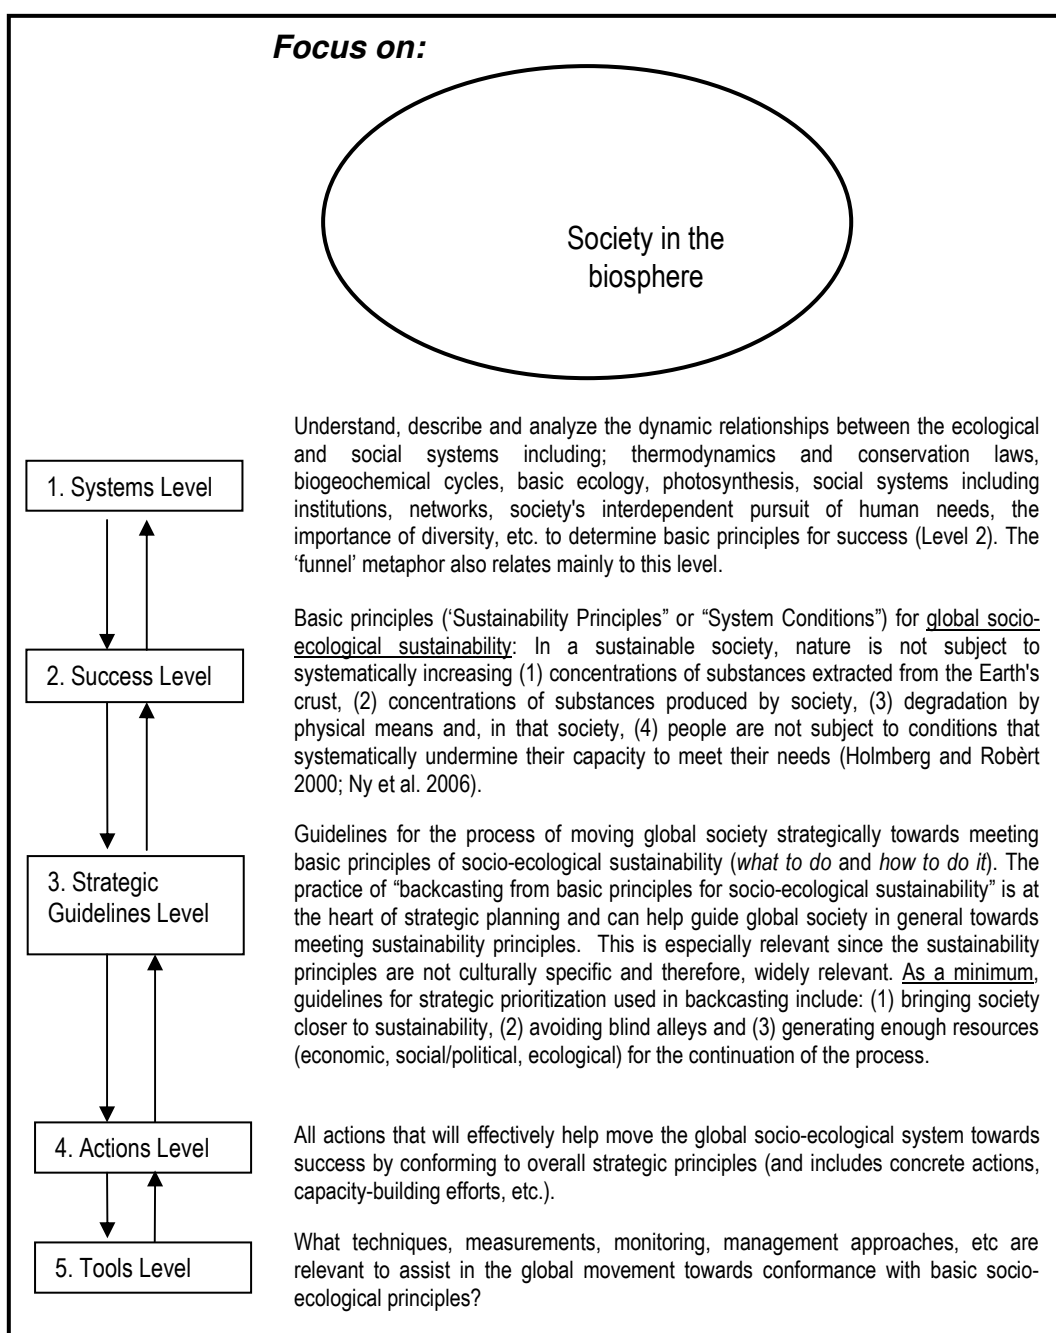 Focus on:
Society in the
biosphere
1. Systems Level
Understand, describe and analyze the dynamic relationships between the ecological
and social systems including; thermodynamics and conservation laws,
biogeochemical cycles, basic ecology, photosynthesis, social systems including
institutions, networks, society's interdependent pursuit of human needs, the
importance of diversity, etc. to determine basic principles for success (Level 2). The
‘funnel’ metaphor also relates mainly to this level.
2. Success Level
Basic principles (‘Sustainability Principles” or “System Conditions”) for global socio-
ecological sustainability: In a sustainable society, nature is not subject to
systematically increasing (1) concentrations of substances extracted from the Earth's
crust, (2) concentrations of substances produced by society, (3) degradation by
physical means and, in that society, (4) people are not subject to conditions that
systematically undermine their capacity to meet their needs (Holmberg and Robèrt
2000; Ny et al. 2006).
3. Strategic
Guidelines Level
Guidelines for the process of moving global society strategically towards meeting
basic principles of socio-ecological sustainability (what to do and how to do it). The
practice of “backcasting from basic principles for socio-ecological sustainability” is at
the heart of strategic planning and can help guide global society in general towards
meeting sustainability principles. This is especially relevant since the sustainability
principles are not culturally specific and therefore, widely relevant. As a minimum,
guidelines for strategic prioritization used in backcasting include: (1) bringing society
closer to sustainability, (2) avoiding blind alleys and (3) generating enough resources
(economic, social/political, ecological) for the continuation of the process.
4. Actions Level
All actions that will effectively help move the global socio-ecological system towards
success by conforming to overall strategic principles (and includes concrete actions,
capacity-building efforts, etc.).
5. Tools Level
What techniques, measurements, monitoring, management approaches, etc are
relevant to assist in the global movement towards conformance with basic socio-
ecological principles?